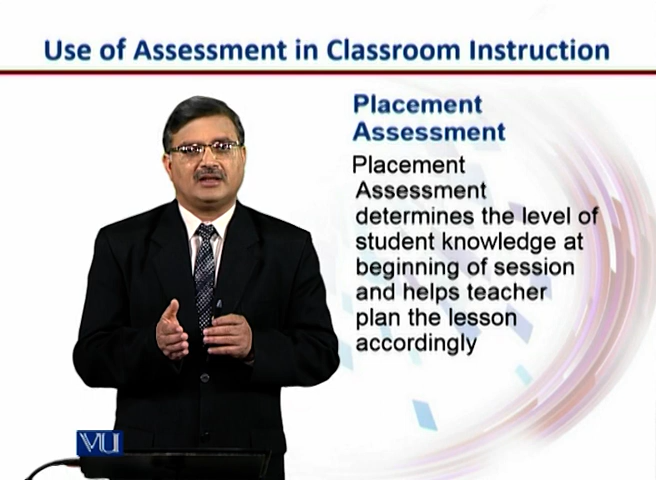 Use of Assessment in Classroom Instruction
Placement
Assessment
Placement
Assessment
determines the level of
student knowledge at
beginning of session
and helps teacher
plan the lesson
accordingly
VU